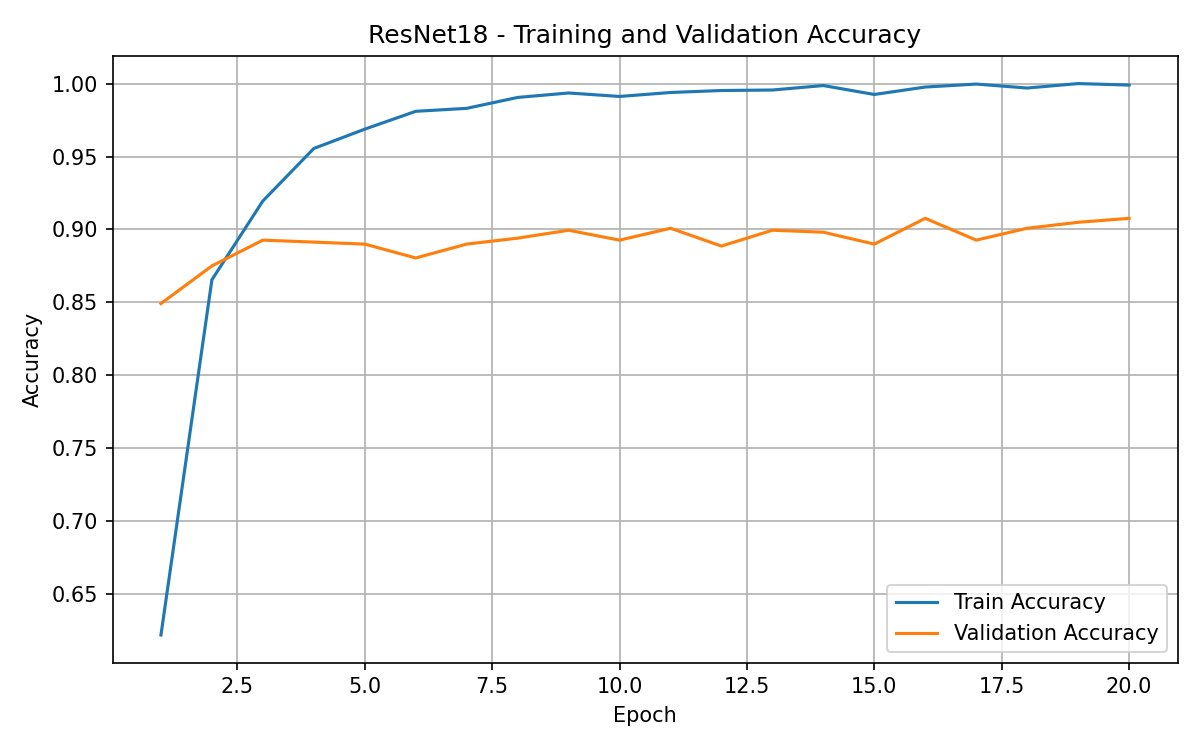 ResNet18 - Training and Validation Accuracy
1.00
0.95
0.90
0.85
0.80
0.75
0.70
0.65
Accuracy
2.5 5.0 7.5 10.0 12.5 15.0 17.5 20.0
Epoch
Train Accuracy
Validation Accuracy